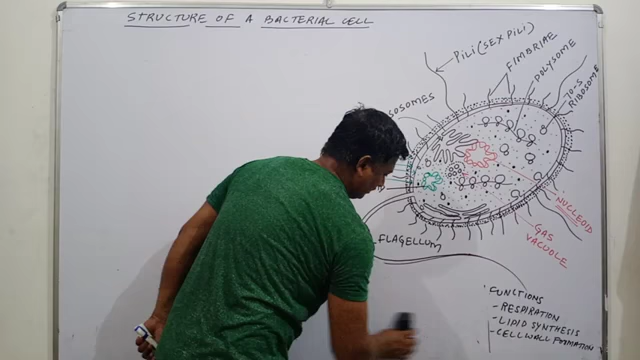 STRUCTURE OF A BACTERIAL CELL
PILI (SEX PILI)
FIMBRIAE
POLYSOME
70-S
RIBOSOME
OSOMES
NUCLEOID
GAS
VACUOLE
FLAGELLUM
FUNCTIONS
- RESPIRATION
- LIPID SYNTHESIS
- CELL WALL FORMATION